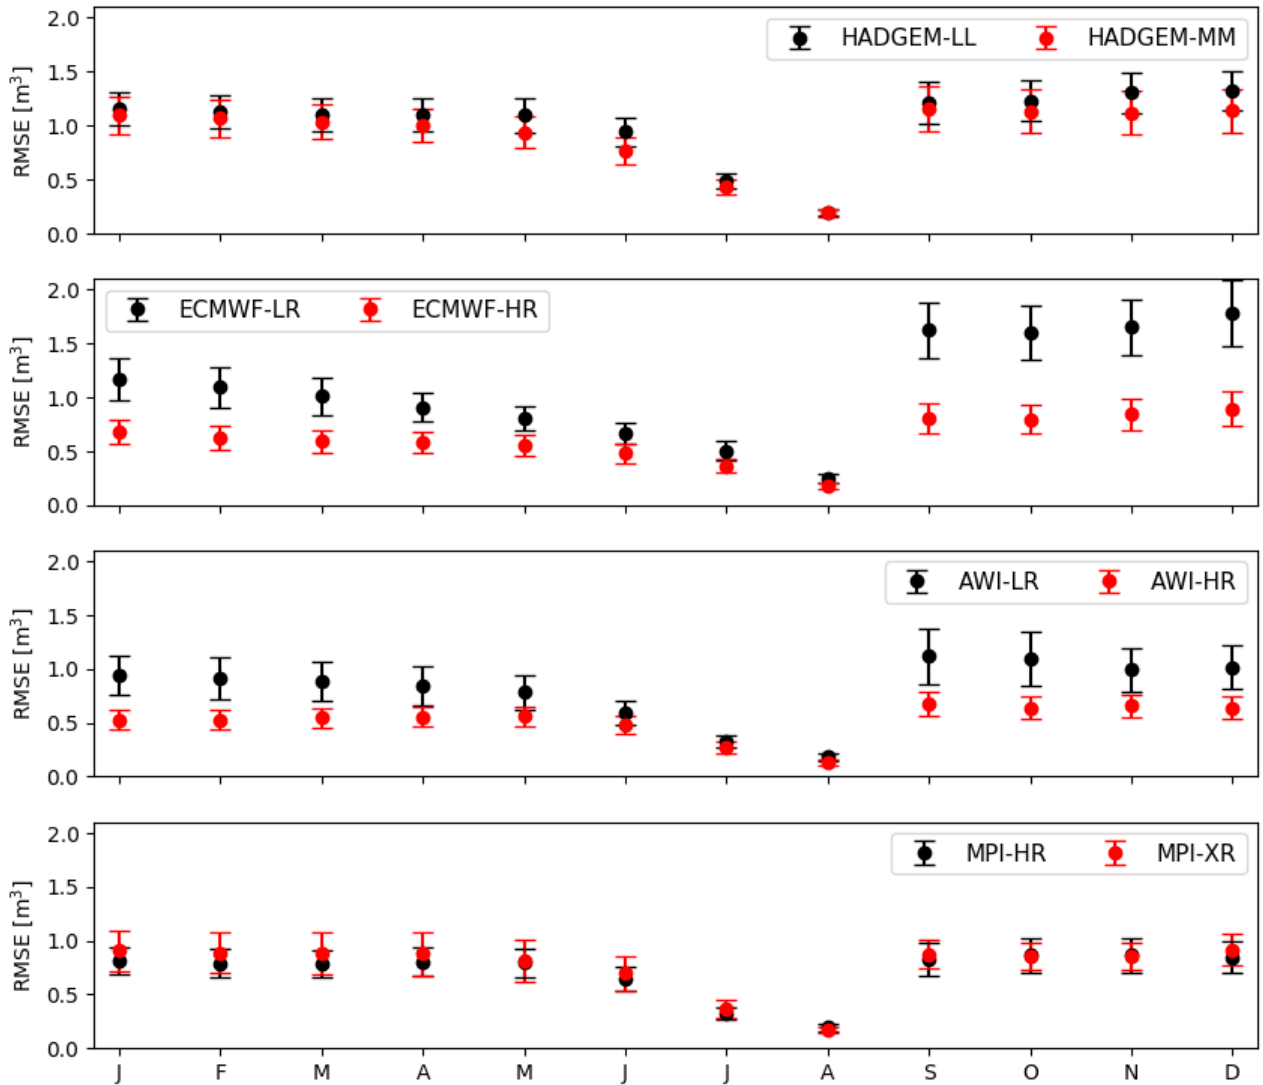 2.0
1.5
1.0
0.5
0.0
RMSE [m³]
HADGEM-LL HADGEM-MM
2.0
1.5
1.0
0.5
0.0
RMSE [m³]
ECMWF-LR ECMWF-HR
2.0
1.5
1.0
0.5
0.0
RMSE [m³]
AWI-LR AWI-HR
2.0
1.5
1.0
0.5
0.0
RMSE [m³]
MPI-HR MPI-XR
J F M A M J J A S O N D